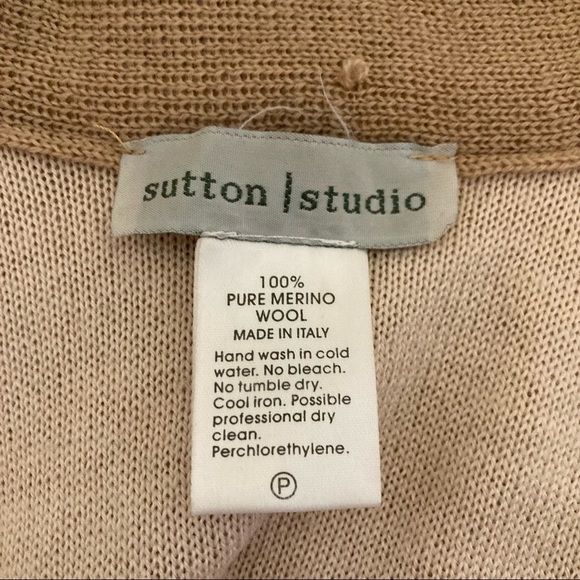 sutton | studio
100%
PURE MERINO
WOOL
MADE IN ITALY
Hand wash in cold
water. No bleach.
No tumble dry.
Cool iron. Possible
professional dry
clean.
Perchlorethylene.
P